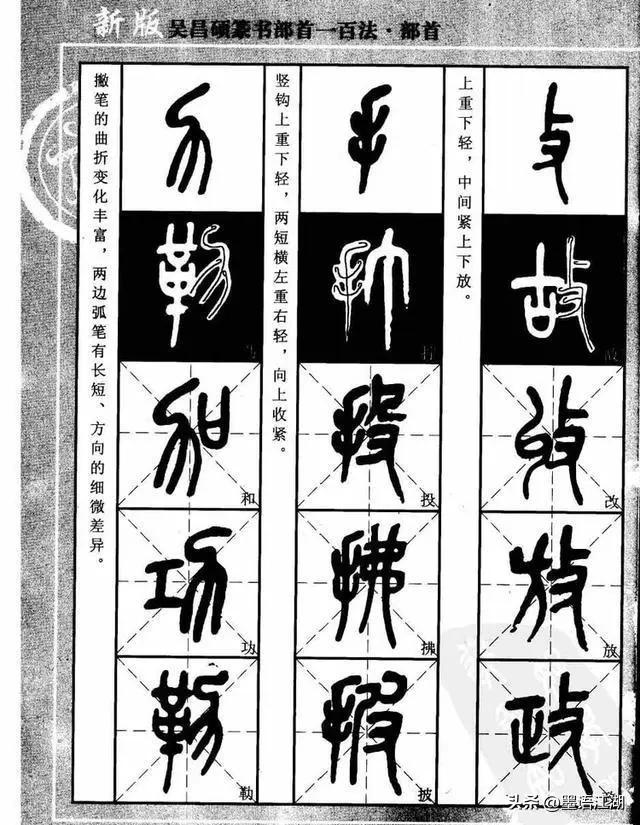 新版 吴昌硕篆书部首一百法·部首
上重下轻，中间紧上下放。
故
改
放
政
竖钩上重下轻，两短横左重右轻，向上收紧。
投
拂
披
撇笔的曲折变化丰富，两边弧笔有长短、方向的细微差异。
和
功
勒
头条 @墨语江湖